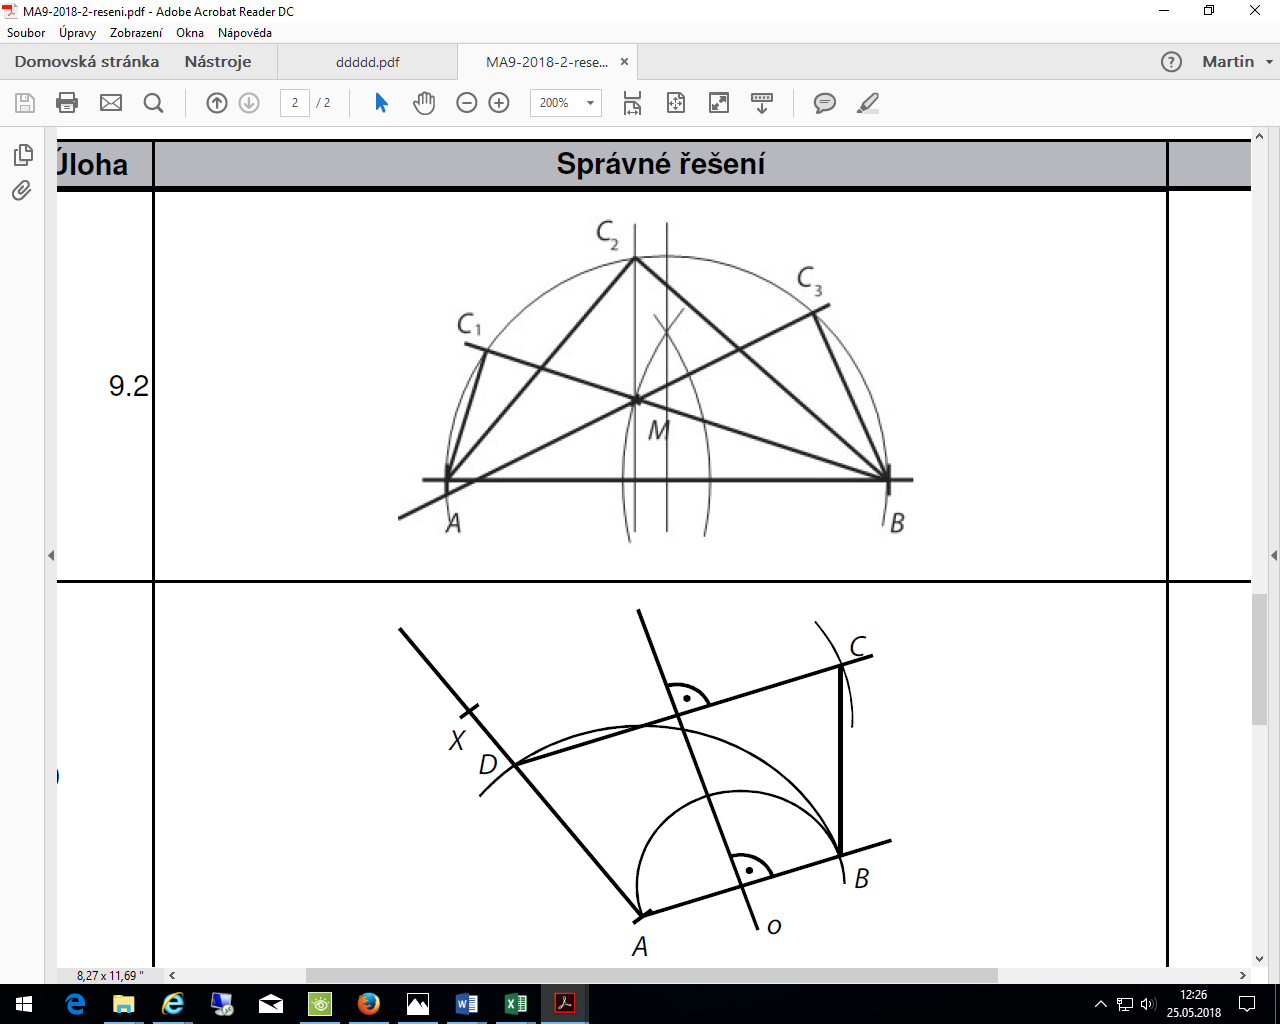 MA9-2018-2-reseni.pdf - Adobe Acrobat Reader DC
Soubor Úpravy Zobrazení Okna Nápověda
Domovská stránka Nástroje ddddd.pdf MA9-2018-2-rese... × Martin
2 / 2 200%
Úloha Správné řešení
9.2
C2
C3
C1
M
A B
C
X
D
B
o
A
8,27 x 11,69 "
12:26
25.05.2018